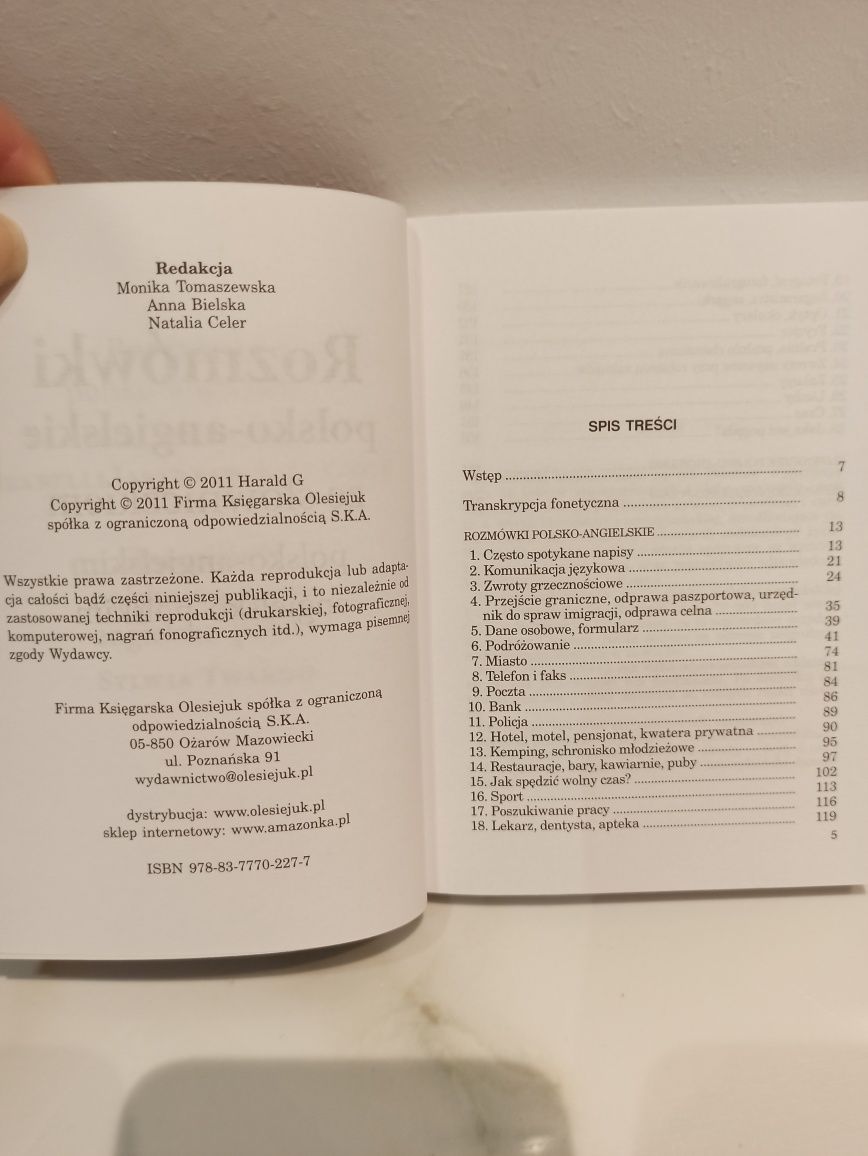 Redakcja
Monika Tomaszewska
Anna Bielska
Natalia Celer
Copyright © 2011 Harald G
Copyright © 2011 Firma Księgarska Olesiejuk
spółka z ograniczoną odpowiedzialnością S.K.A.
Wszystkie prawa zastrzeżone. Każda reprodukcja lub adapta-
cja całości bądź części niniejszej publikacji, i to niezależnie od
zastosowanej techniki reprodukcji (drukarskiej, fotograficznej,
komputerowej, nagrań fonograficznych itd.), wymaga pisemnej
zgody Wydawcy.
Firma Księgarska Olesiejuk spółka z ograniczoną
odpowiedzialnością S.K.A.
05-850 Ożarów Mazowiecki
ul. Poznańska 91
wydawnictwo@olesiejuk.pl
dystrybucja: www.olesiejuk.pl
sklep internetowy: www.amazonka.pl
ISBN 978-83-7770-227-7
SPIS TREŚCI
Wstęp 7
Transkrypcja fonetyczna 8
ROZMÓWKI POLSKO-ANGIELSKIE 13
1. Często spotykane napisy 13
2. Komunikacja językowa 21
3. Zwroty grzecznościowe 24
4. Przejście graniczne, odprawa paszportowa, urzęd-
nik do spraw imigracji, odprawa celna 35
5. Dane osobowe, formularz 39
6. Podróżowanie 41
7. Miasto 74
8. Telefon i faks 81
9. Poczta 84
10. Bank 86
11. Policja 89
12. Hotel, motel, pensjonat, kwatera prywatna 90
13. Kemping, schronisko młodzieżowe 95
14. Restauracje, bary, kawiarnie, puby 97
15. Jak spędzić wolny czas? 102
16. Sport 113
17. Poszukiwanie pracy 116
18. Lekarz, dentysta, apteka 119
5